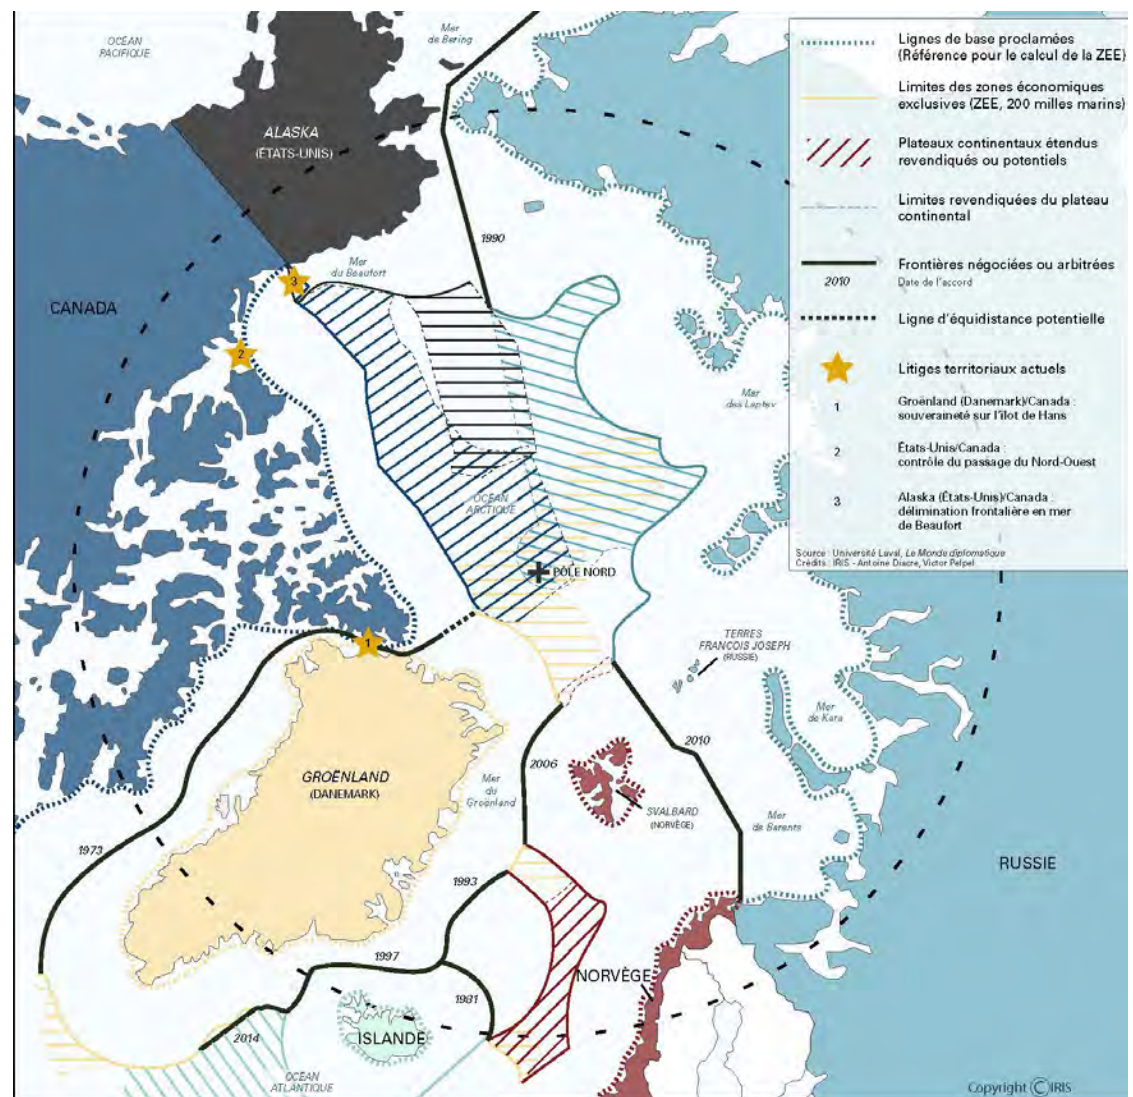 OCÉAN
PACIFIQUE
Mer
de Bering
ALASKA
(ÉTATS-UNIS)
CANADA
1990
Mer
du Beaufort
3
2
Mer
des Laptev
OCÉAN
ARCTIQUE
PÔLE NORD
1
TERRES
FRANÇOIS JOSEPH
(RUSSIE)
Mer
de Kara
2010
2006
GROËNLAND
(DANEMARK)
Mer
du
Groënland
SVALBARD
(NORVÈGE)
Mer
de Barents
1973
1993
RUSSIE
1997
NORVÈGE
1981
ISLANDE
2014
OCÉAN
ATLANTIQUE
Lignes de base proclamées
(Référence pour le calcul de la ZEE)
Limites des zones économiques
exclusives (ZEE, 200 milles marins)
Plateaux continentaux étendus
revendiqués ou potentiels
Limites revendiquées du plateau
continental
Frontières négociées ou arbitrées
2010 Date de l'accord
Ligne d'équidistance potentielle
Litiges territoriaux actuels
1 Groënland (Danemark)/Canada :
souveraineté sur l'îlot de Hans
2 États-Unis/Canada :
contrôle du passage du Nord-Ouest
3 Alaska (États-Unis)/Canada :
délimination frontalière en mer
de Beaufort
Source : Université Laval, Le Monde diplomatique
Crédits : IRIS - Antoine Diacre, Victor Pelpel
Copyright © IRIS